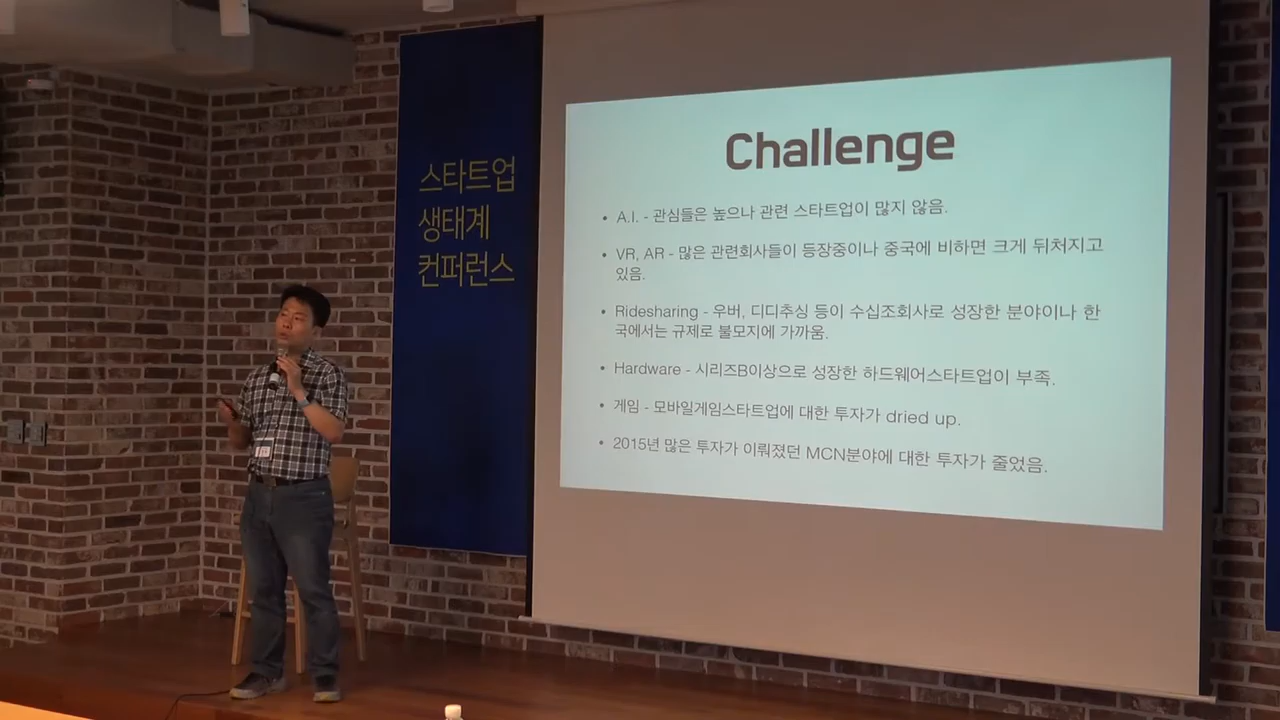 스타트업
생태계
컨퍼런스
Challenge
• A.I. - 관심들은 높으나 관련 스타트업이 많지 않음.
• VR, AR - 많은 관련회사들이 등장중이나 중국에 비하면 크게 뒤처지고
있음.
• Ridesharing - 우버, 디디추싱 등이 수십조회사로 성장한 분야이나 한
국에서는 규제로 불모지에 가까움.
• Hardware - 시리즈B이상으로 성장한 하드웨어스타트업이 부족.
• 게임 - 모바일게임스타트업에 대한 투자가 dried up.
• 2015년 많은 투자가 이뤄졌던 MCN분야에 대한 투자가 줄었음.